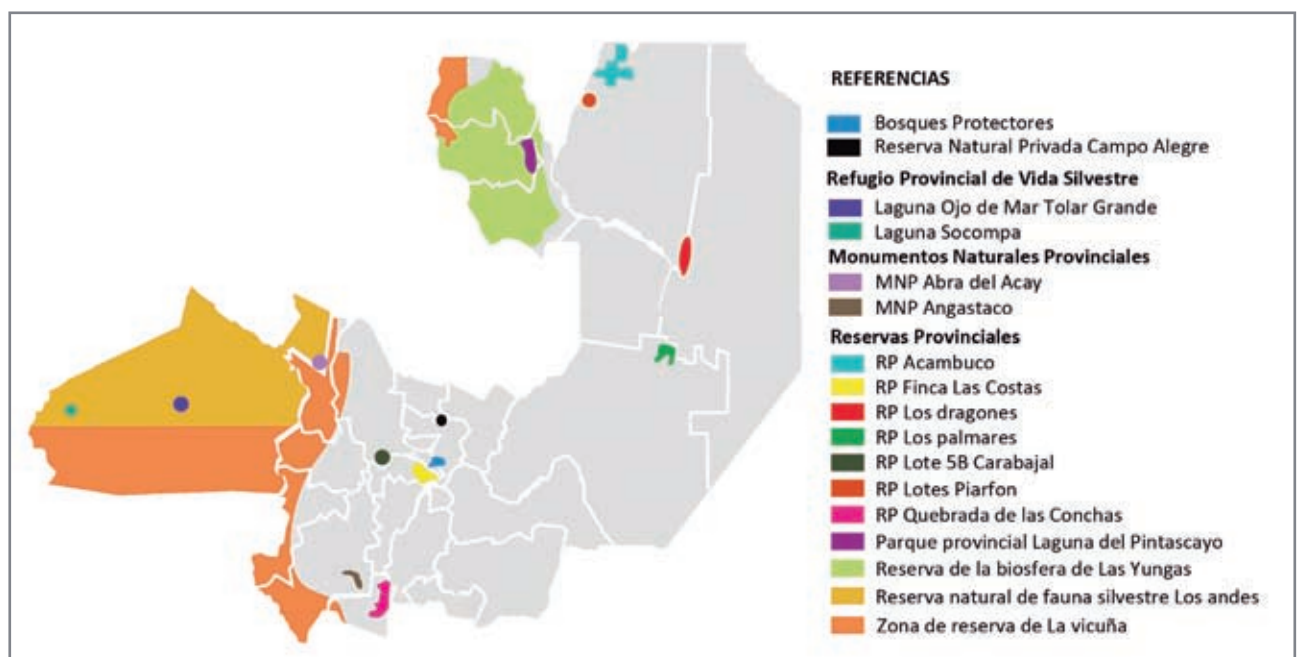 REFERENCIAS
Bosques Protectores
Reserva Natural Privada Campo Alegre
Refugio Provincial de Vida Silvestre
Laguna Ojo de Mar Tolar Grande
Laguna Socompa
Monumentos Naturales Provinciales
MNP Abra del Acay
MNP Angastaco
Reservas Provinciales
RP Acambuco
RP Finca Las Costas
RP Los dragones
RP Los palmares
RP Lote 5B Carabajal
RP Lotes Piarfon
RP Quebrada de las Conchas
Parque provincial Laguna del Pintascayo
Reserva de la biosfera de Las Yungas
Reserva natural de fauna silvestre Los andes
Zona de reserva de La vicuña